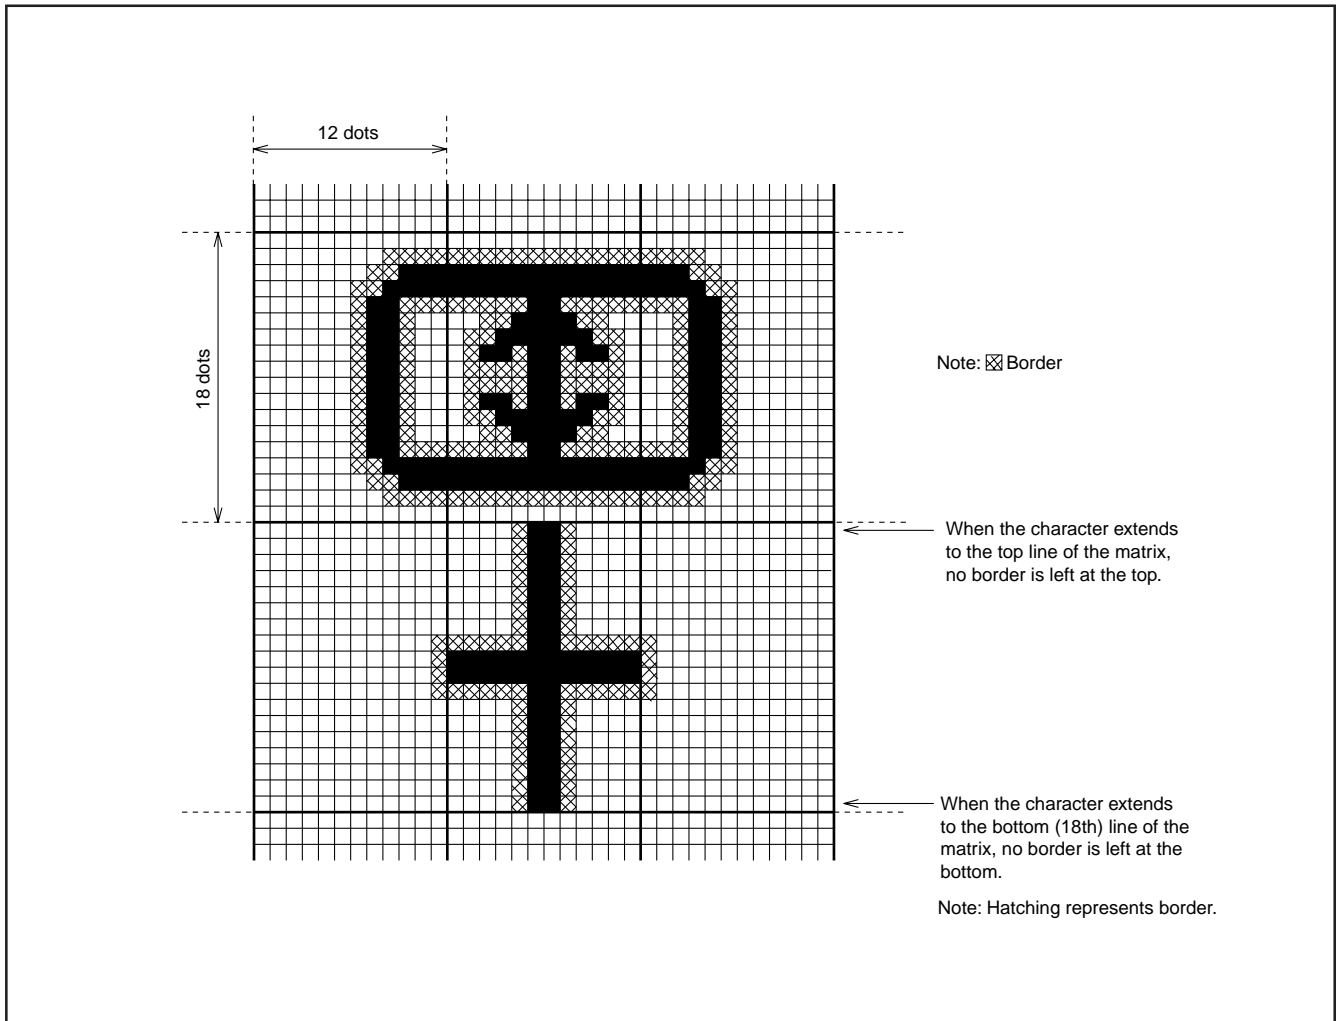 12 dots
18 dots
Note: Border
When the character extends
to the top line of the matrix,
no border is left at the top.
When the character extends
to the bottom (18th) line of the
matrix, no border is left at the
bottom.
Note: Hatching represents border.